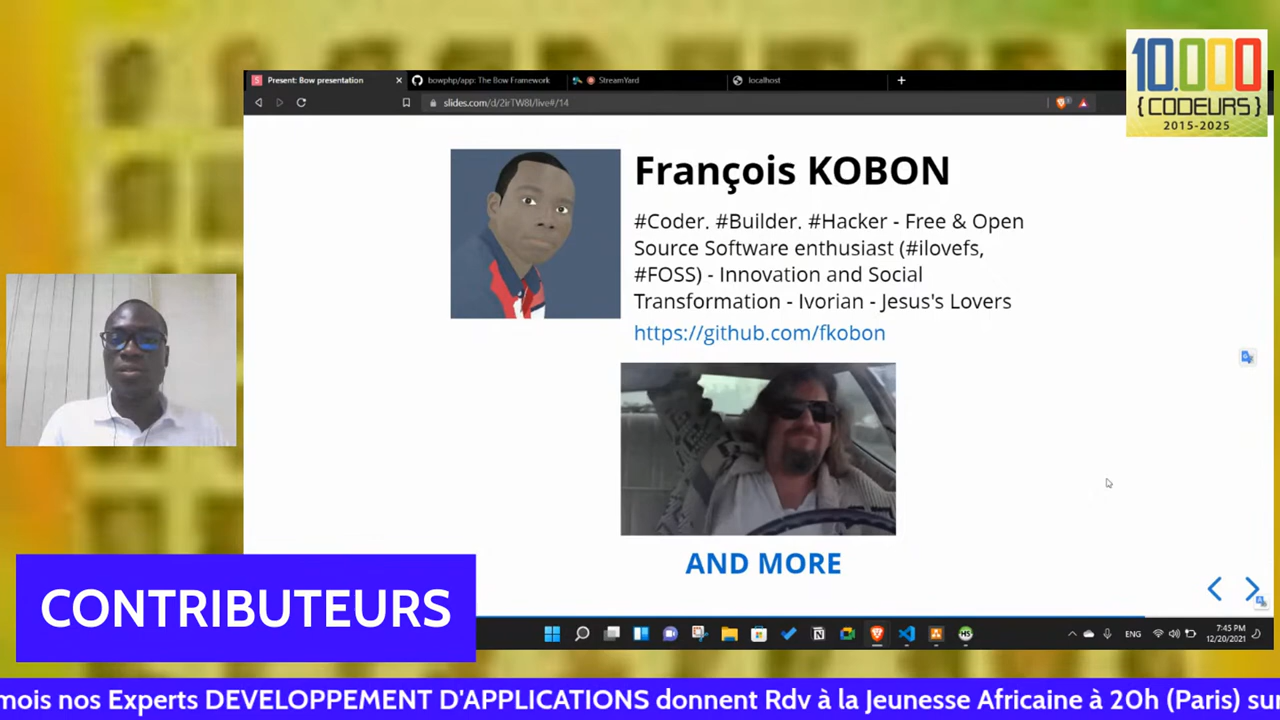 Present: Bow presentation
bowphp/app: The Bow Framework
StreamYard
localhost
slides.com/d/2irTW8I/live#/14
10.000
{CODEURS}
2015-2025
François KOBON
#Coder. #Builder. #Hacker - Free & Open
Source Software enthusiast (#ilovefs,
#FOSS) - Innovation and Social
Transformation - Ivorian - Jesus's Lovers
https://github.com/fkobon
AND MORE
CONTRIBUTEURS
ENG
7:45 PM
12/20/2021
mois nos Experts DEVELOPPEMENT D'APPLICATIONS donnent Rdv à la Jeunesse Africaine à 20h (Paris) sur